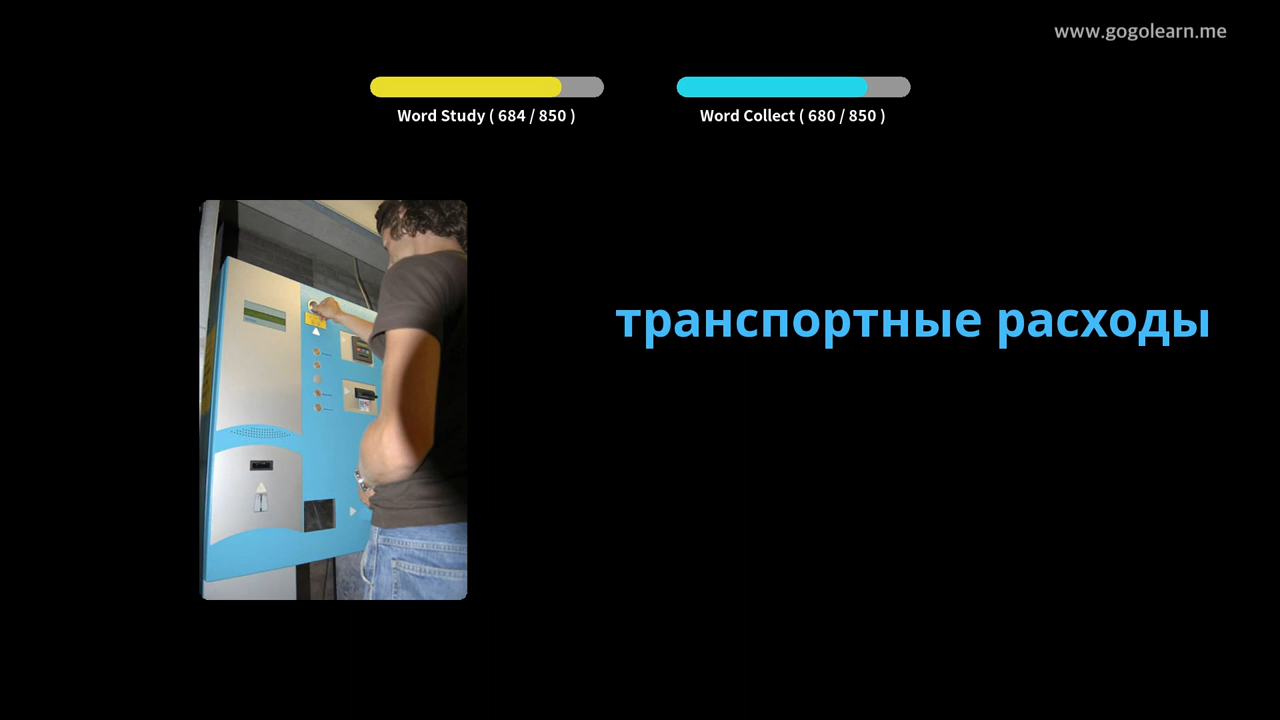 www.gogolearn.me
Word Study ( 684 / 850 )
Word Collect ( 680 / 850 )
транспортные расходы